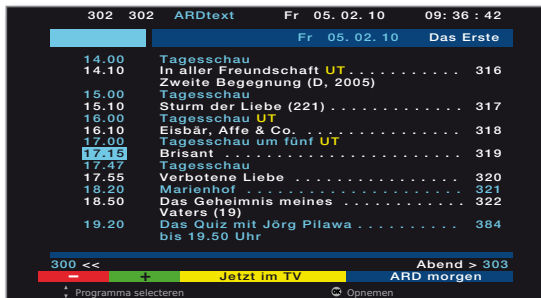 302 302 ARDtext Fr 05. 02. 10 09: 36 : 42
Fr 05. 02. 10 Das Erste
14.00 Tagesschau
14.10 In aller Freundschaft UT . . . . . . . . . . . 316
Zweite Begegnung (D, 2005)
15.00 Tagesschau
15.10 Sturm der Liebe (221) . . . . . . . . . . . . . 317
16.00 Tagesschau UT
16.10 Eisbär, Affe & Co. . . . . . . . . . . . . . . . 318
17.00 Tagesschau um fünf UT
17.15 Brisant . . . . . . . . . . . . . . . . . . . . . 319
17.47 Tagesschau
17.55 Verbotene Liebe . . . . . . . . . . . . . . . . 320
18.20 Marienhof . . . . . . . . . . . . . . . . . . . 321
18.50 Das Geheimnis meines . . . . . . . . . . . 322
Vaters (19)
19.20 Das Quiz mit Jörg Pilawa . . . . . . . . . . 384
bis 19.50 Uhr
300 << Abend > 303
− + Jetzt im TV ARD morgen
Programma selecteren OK Opnemen